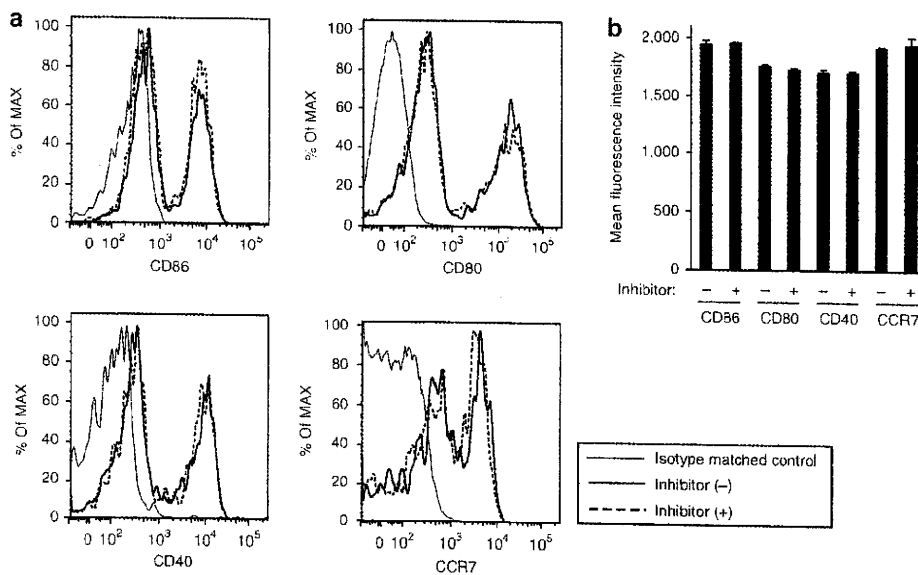 a
100
80
60
40
20
0
% Of MAX
0 10² 10³ 10⁴ 10⁵
CD86
100
80
60
40
20
0
% Of MAX
0 10² 10³ 10⁵
CD80
100
80
60
40
20
0
% Of MAX
0 10² 10³ 10⁴ 10⁵
CD40
100
80
60
40
20
0
% Of MAX
0 10² 10³ 10⁴ 10⁵
CCR7
b
Mean fluorescence intensity
2.000
1.500
1.000
500
0
Inhibitor: − + − + − + − +
CD86 CD80 CD40 CCR7
Isotype matched control
Inhibitor (−)
Inhibitor (+)